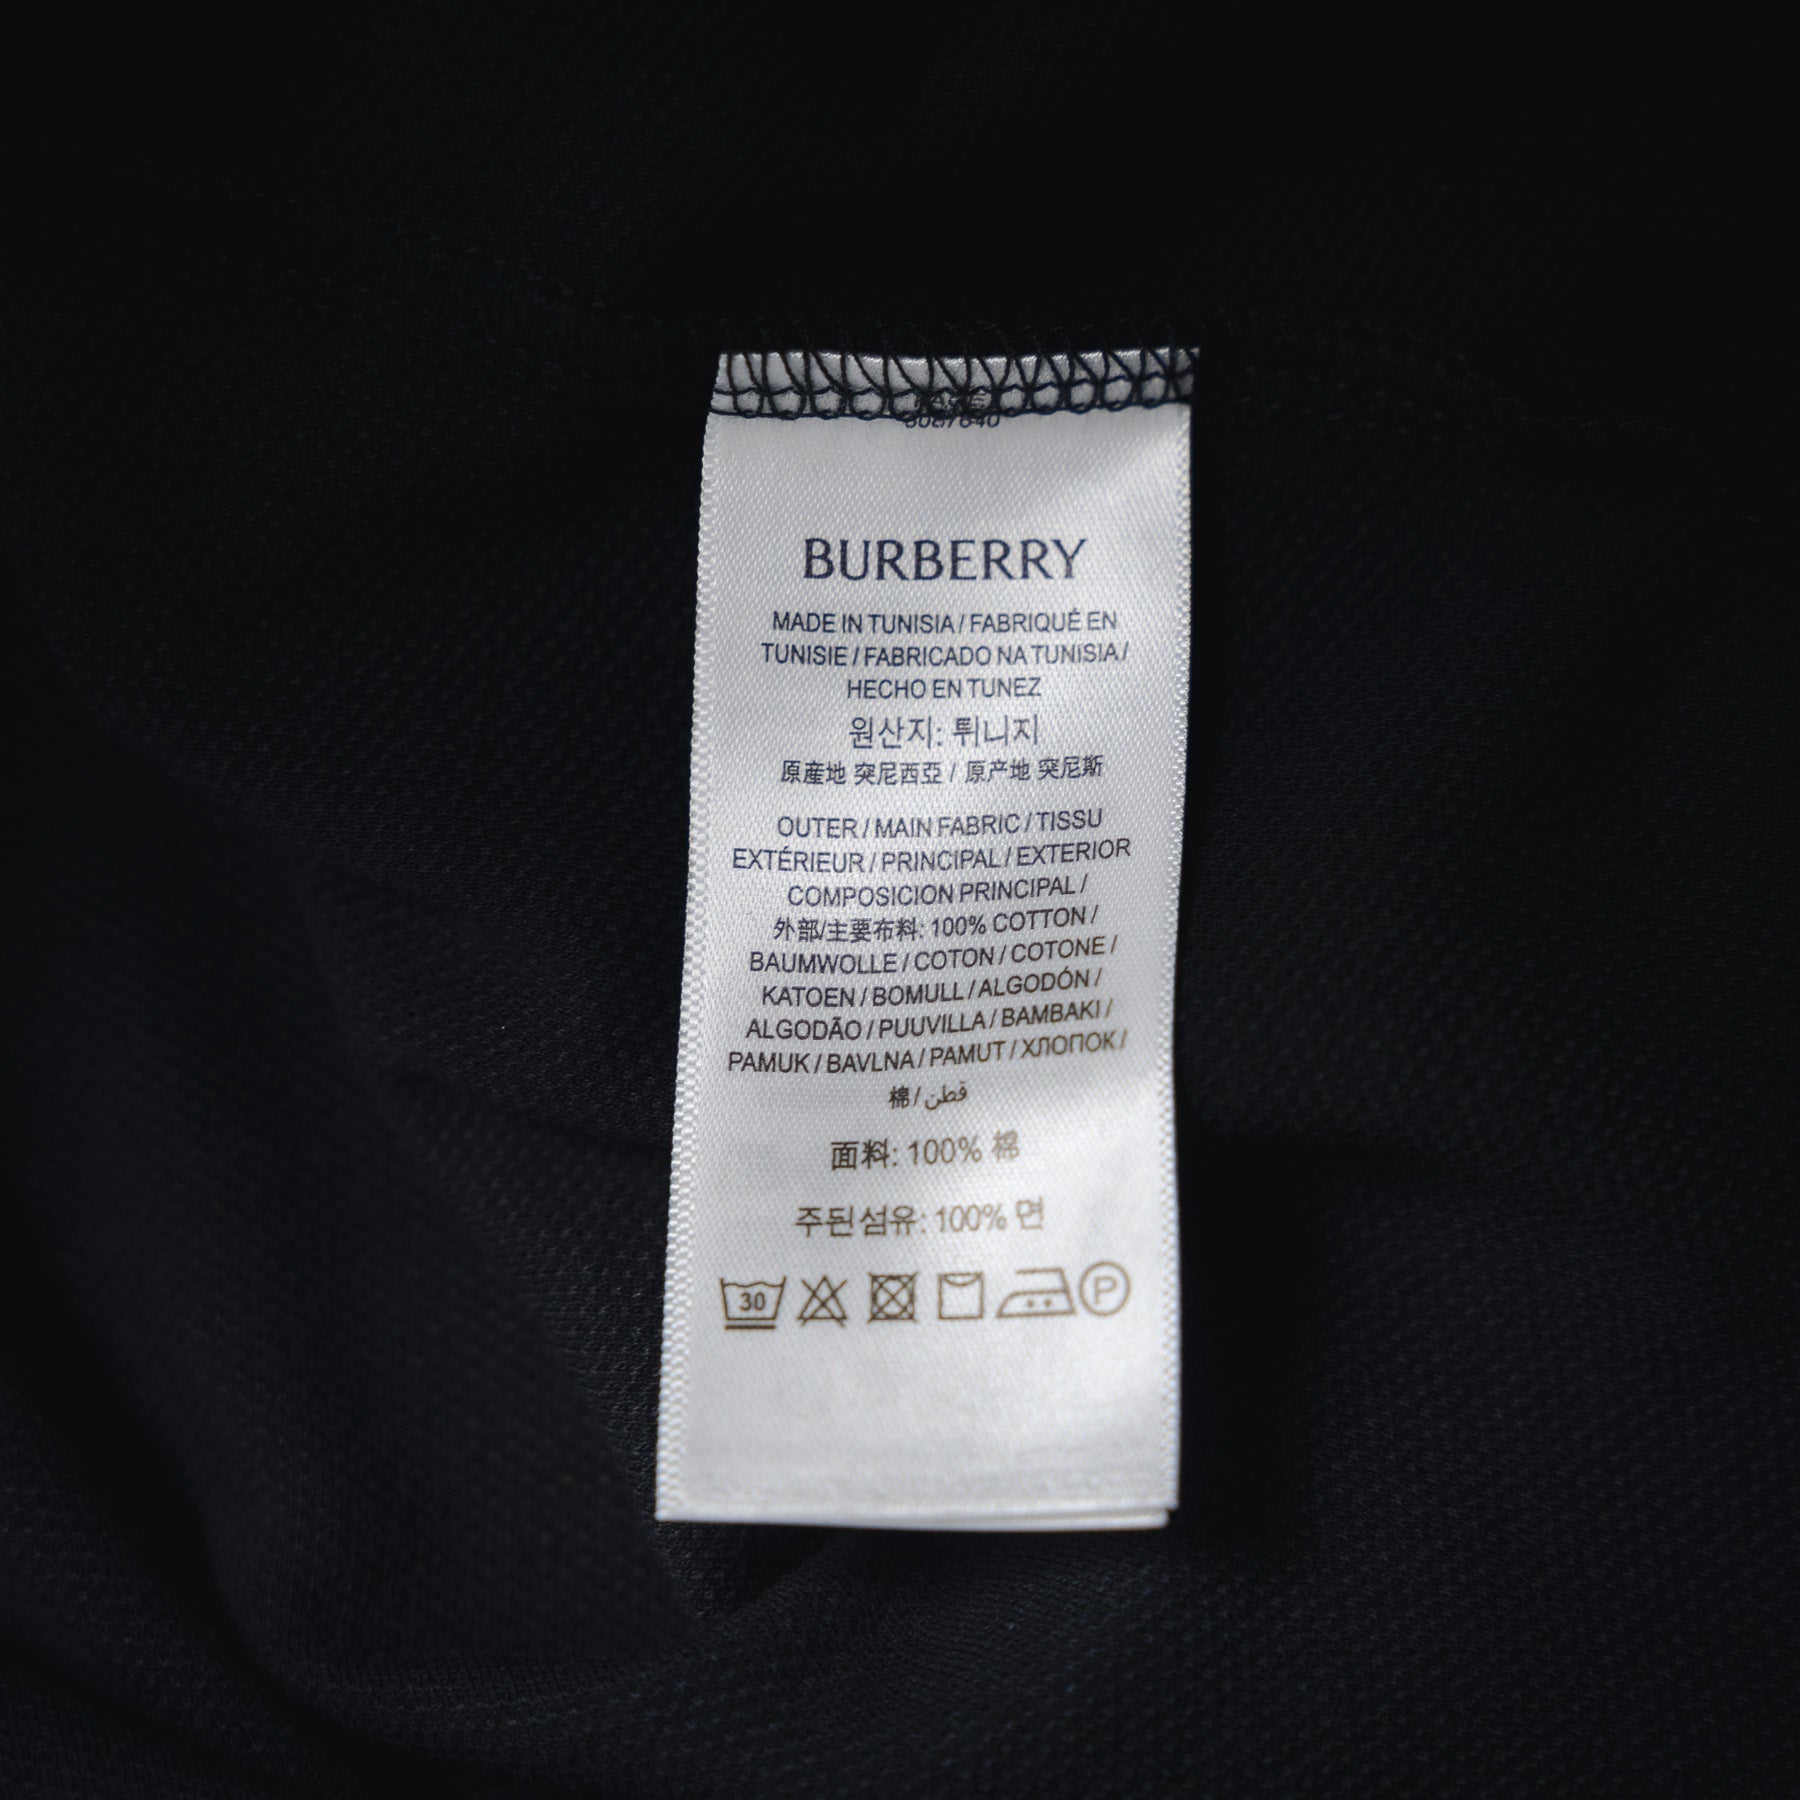 BURBERRY
MADE IN TUNISIA / FABRIQUÉ EN
TUNISIE / FABRICADO NA TUNISIA /
HECHO EN TUNEZ
원산지: 튀니지
原産地 突尼西亞 / 原产地 突尼斯
OUTER / MAIN FABRIC / TISSU
EXTÉRIEUR / PRINCIPAL / EXTERIOR
COMPOSICION PRINCIPAL /
外部/主要布料: 100% COTTON /
BAUMWOLLE / COTON / COTONE /
KATOEN / BOMULL / ALGODÓN /
ALGODÃO / PUUVILLA / BAMBAKI /
PAMUK / BAVLNA / PAMUT / ХЛОПОК /
棉 / قطن
面料: 100% 棉
주된 섬유: 100% 면
30 P